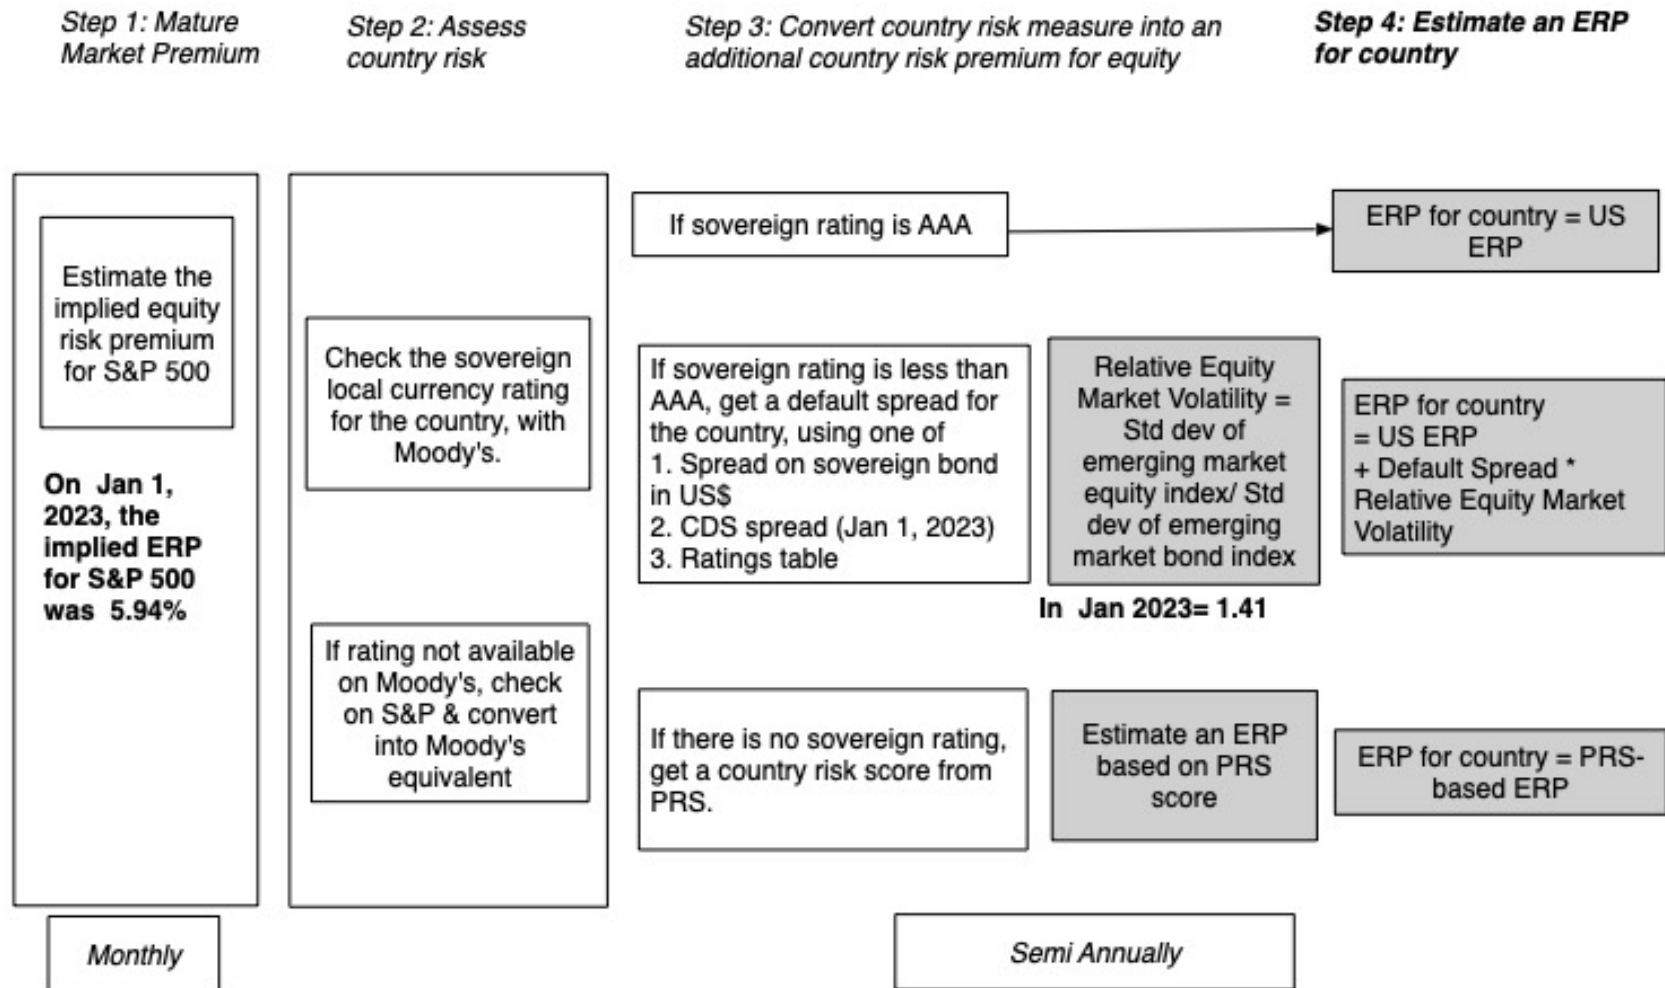 Step 1: Mature
Market Premium
Step 2: Assess
country risk
Step 3: Convert country risk measure into an
additional country risk premium for equity
Step 4: Estimate an ERP
for country
Estimate the
implied equity
risk premium
for S&P 500
On Jan 1,
2023, the
implied ERP
for S&P 500
was 5.94%
Monthly
Check the sovereign
local currency rating
for the country, with
Moody's.
If rating not available
on Moody's, check
on S&P & convert
into Moody's
equivalent
If sovereign rating is AAA
ERP for country = US
ERP
If sovereign rating is less than
AAA, get a default spread for
the country, using one of
1. Spread on sovereign bond
in US$
2. CDS spread (Jan 1, 2023)
3. Ratings table
Relative Equity
Market Volatility =
Std dev of
emerging market
equity index/ Std
dev of emerging
market bond index
In Jan 2023= 1.41
ERP for country
= US ERP
+ Default Spread *
Relative Equity Market
Volatility
If there is no sovereign rating,
get a country risk score from
PRS.
Estimate an ERP
based on PRS
score
ERP for country = PRS-
based ERP
Semi Annually